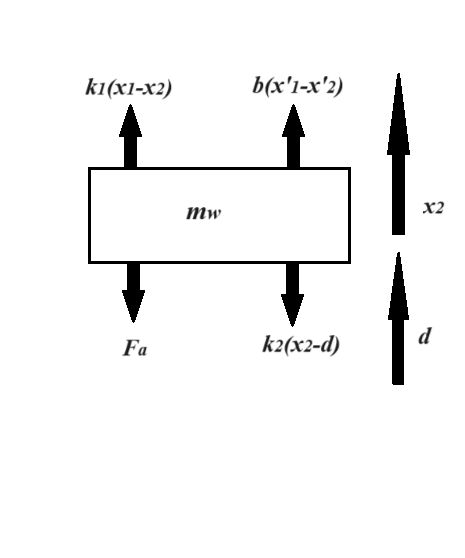 k1(x1-x2) b(x'1-x'2)
mw
x2
Fa k2(x2-d) d